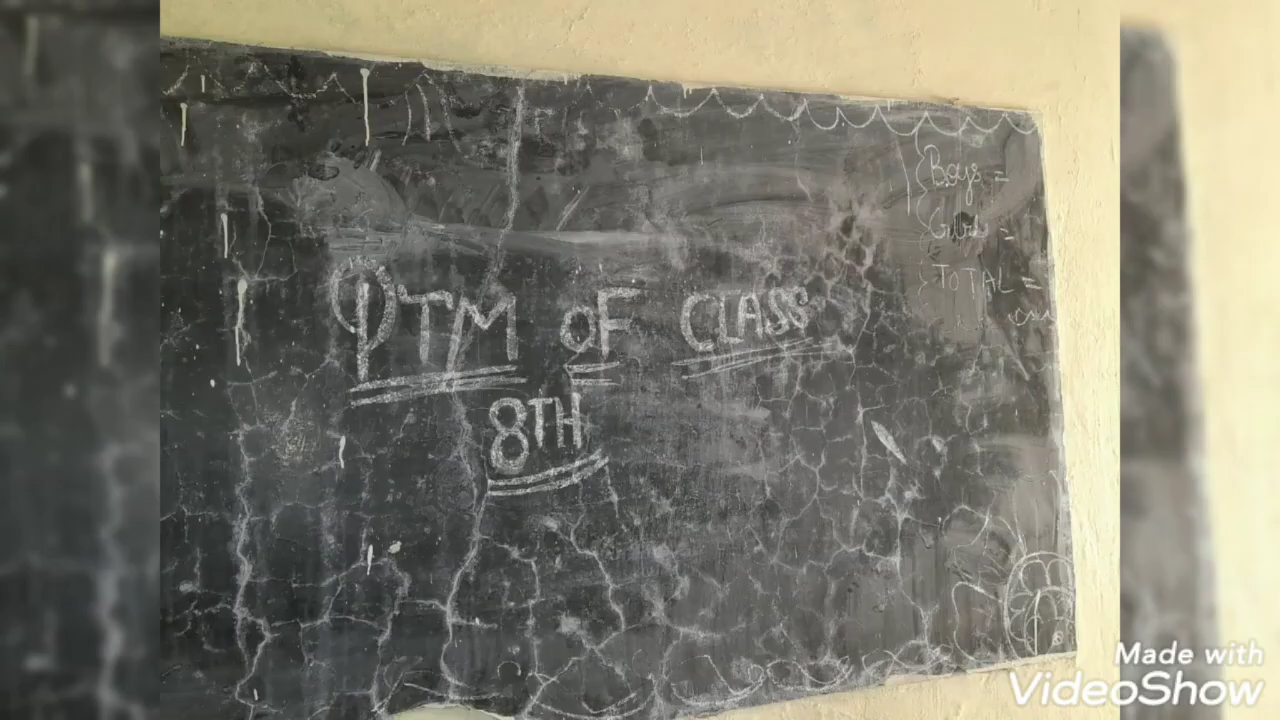 Boys =
Girls =
TOTAL =
PTM OF CLASS
8TH
Made with
VideoShow